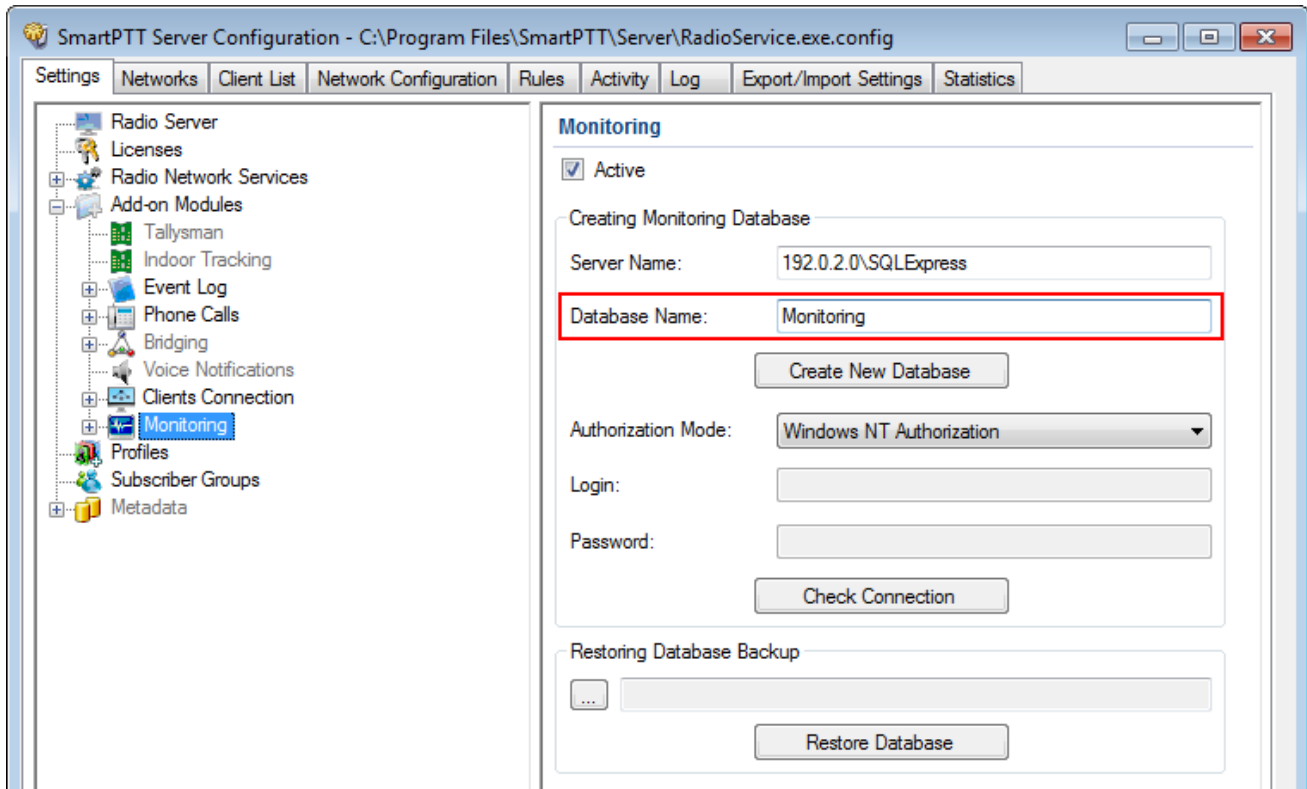 SmartPTT Server Configuration - C:\Program Files\SmartPTT\Server\RadioService.exe.config
Settings Networks Client List Network Configuration Rules Activity Log Export/Import Settings Statistics
Radio Server
Licenses
Radio Network Services
Add-on Modules
Tallysman
Indoor Tracking
Event Log
Phone Calls
Bridging
Voice Notifications
Clients Connection
Monitoring
Profiles
Subscriber Groups
Metadata
Monitoring
Active
Creating Monitoring Database
Server Name: 192.0.2.0\SQLExpress
Database Name: Monitoring
Create New Database
Authorization Mode: Windows NT Authorization
Login:
Password:
Check Connection
Restoring Database Backup
...
Restore Database